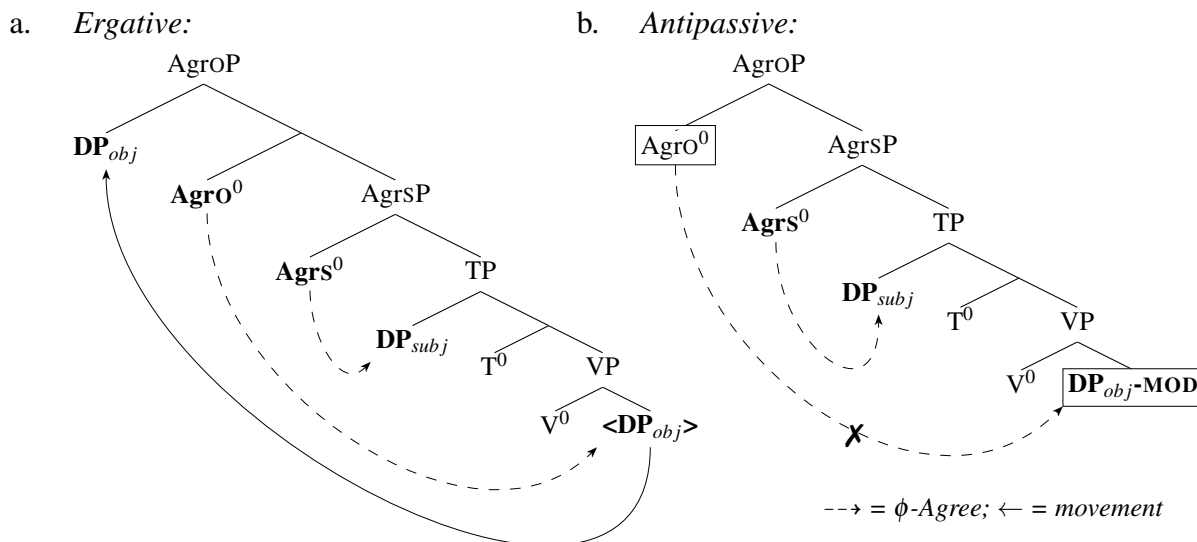 a. Ergative:
b. Antipassive:
AgrOP
AgrOP
DPobj
AgrO⁰
AgrSP
AgrO⁰
AgrSP
AgrS⁰
TP
AgrS⁰
TP
DPsubj
T⁰
VP
DPsubj
T⁰
VP
V⁰
<DPobj>
V⁰
DPobj-MOD
✗
⤍ = ϕ-Agree; ← = movement